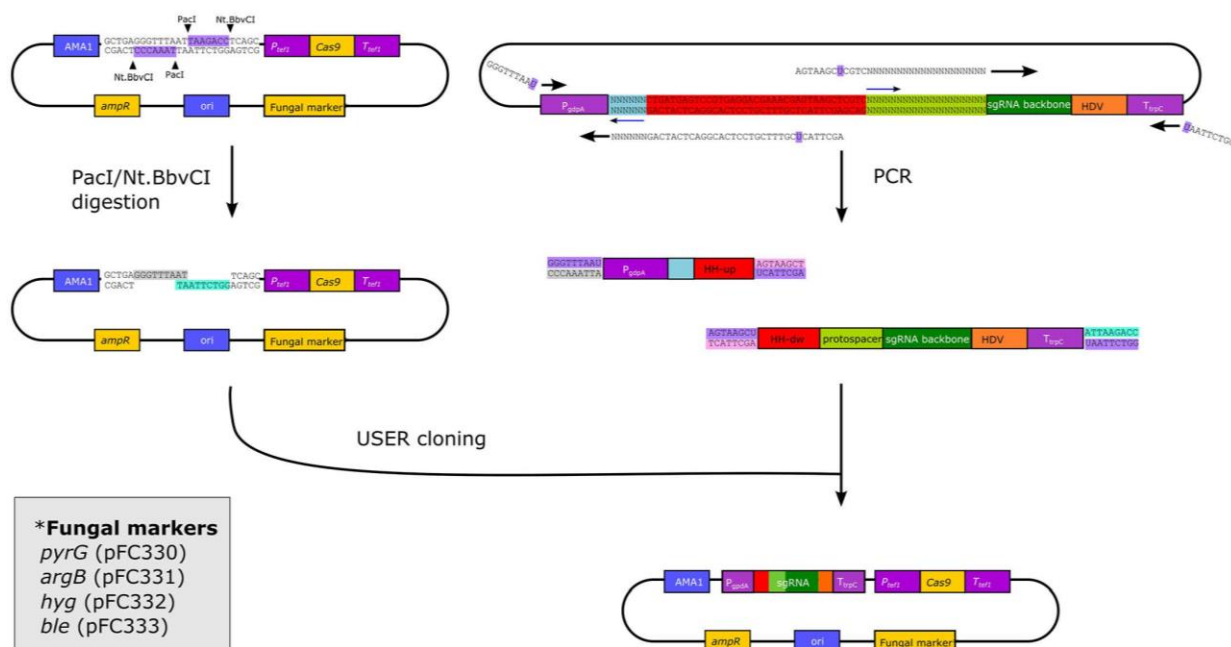 PacI Nt.BbvCI
AMA1
GCTGAGGGTTTAATTAAGACCTCAGC
CGACTCCCAAATTAATTCTGGAGTCG
Nt.BbvCI PacI
Ptef1 Cas9 Ttef1
ampR ori Fungal marker
GGGTTTAAU
AGTAAGCUCGTCNNNNNNNNNNNNNNNNNNNN
PgdpA
NNNNNNCTGATGAGTCCGTGAGGACGAAACGAGTAAGCTCGTCNNNNNNNNNNNNNNNNNNNN
NNNNNNGACTACTCAGGCACTCCTGCTTTGCTCATTCGAGCAGNNNNNNNNNNNNNNNNNNNN
sgRNA backbone HDV TtrpC
NNNNNNGACTACTCAGGCACTCCTGCTTTGCUCATTCGA
UAATTCTGG
PacI/Nt.BbvCI
digestion
PCR
AMA1
GCTGAGGGTTTAAT TCAGC
CGACT TAATTCTGGAGTCG
Ptef1 Cas9 Ttef1
ampR ori Fungal marker
GGGTTTAAU
CCCAAATTA
PgdpA HH-up
AGTAAGCT
UCATTCGA
AGTAAGCU
TCATTCGA
HH-dw protospacer sgRNA backbone HDV TtrpC
ATTAAGACC
UAATTCTGG
USER cloning
*Fungal markers
pyrG (pFC330)
argB (pFC331)
hyg (pFC332)
ble (pFC333)
AMA1 PgpdA sgRNA TtrpC Ptef1 Cas9 Ttef1
ampR ori Fungal marker